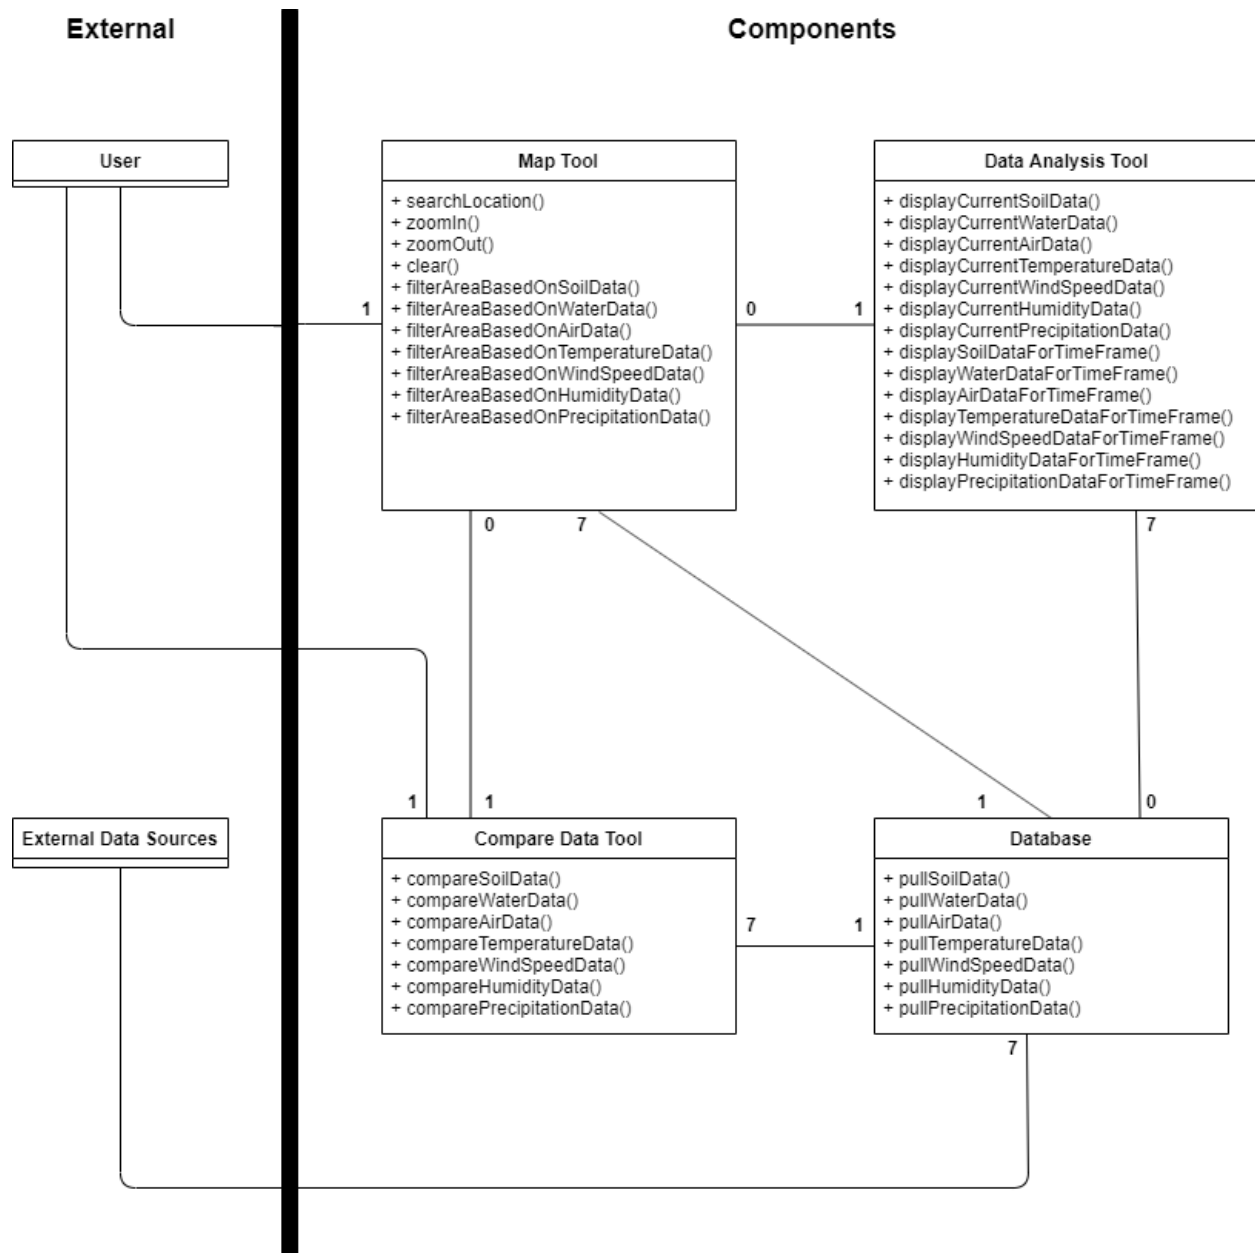 External
Components
User
Map Tool
+ searchLocation()
+ zoomIn()
+ zoomOut()
+ clear()
+ filterAreaBasedOnSoilData()
+ filterAreaBasedOnWaterData()
+ filterAreaBasedOnAirData()
+ filterAreaBasedOnTemperatureData()
+ filterAreaBasedOnWindSpeedData()
+ filterAreaBasedOnHumidityData()
+ filterAreaBasedOnPrecipitationData()
Data Analysis Tool
+ displayCurrentSoilData()
+ displayCurrentWaterData()
+ displayCurrentAirData()
+ displayCurrentTemperatureData()
+ displayCurrentWindSpeedData()
+ displayCurrentHumidityData()
+ displayCurrentPrecipitationData()
+ displaySoilDataForTimeFrame()
+ displayWaterDataForTimeFrame()
+ displayAirDataForTimeFrame()
+ displayTemperatureDataForTimeFrame()
+ displayWindSpeedDataForTimeFrame()
+ displayHumidityDataForTimeFrame()
+ displayPrecipitationDataForTimeFrame()
1
0
1
0
7
7
1
1
1
0
External Data Sources
Compare Data Tool
+ compareSoilData()
+ compareWaterData()
+ compareAirData()
+ compareTemperatureData()
+ compareWindSpeedData()
+ compareHumidityData()
+ comparePrecipitationData()
7
1
Database
+ pullSoilData()
+ pullWaterData()
+ pullAirData()
+ pullTemperatureData()
+ pullWindSpeedData()
+ pullHumidityData()
+ pullPrecipitationData()
7